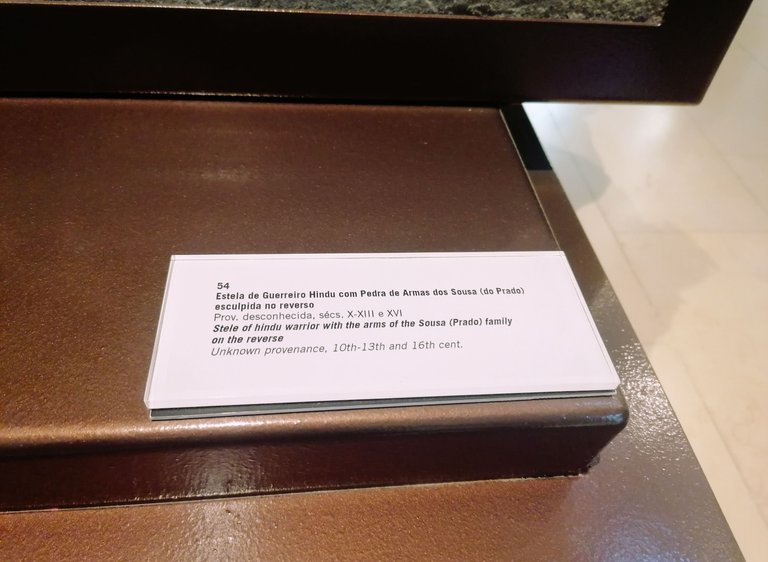 54
Estela de Guerreiro Hindu com Pedra de Armas dos Sousa (do Prado)
esculpida no reverso
Prov. desconhecida, sécs. X-XIII e XVI
Stele of hindu warrior with the arms of the Sousa (Prado) family
on the reverse
Unknown provenance, 10th-13th and 16th cent.